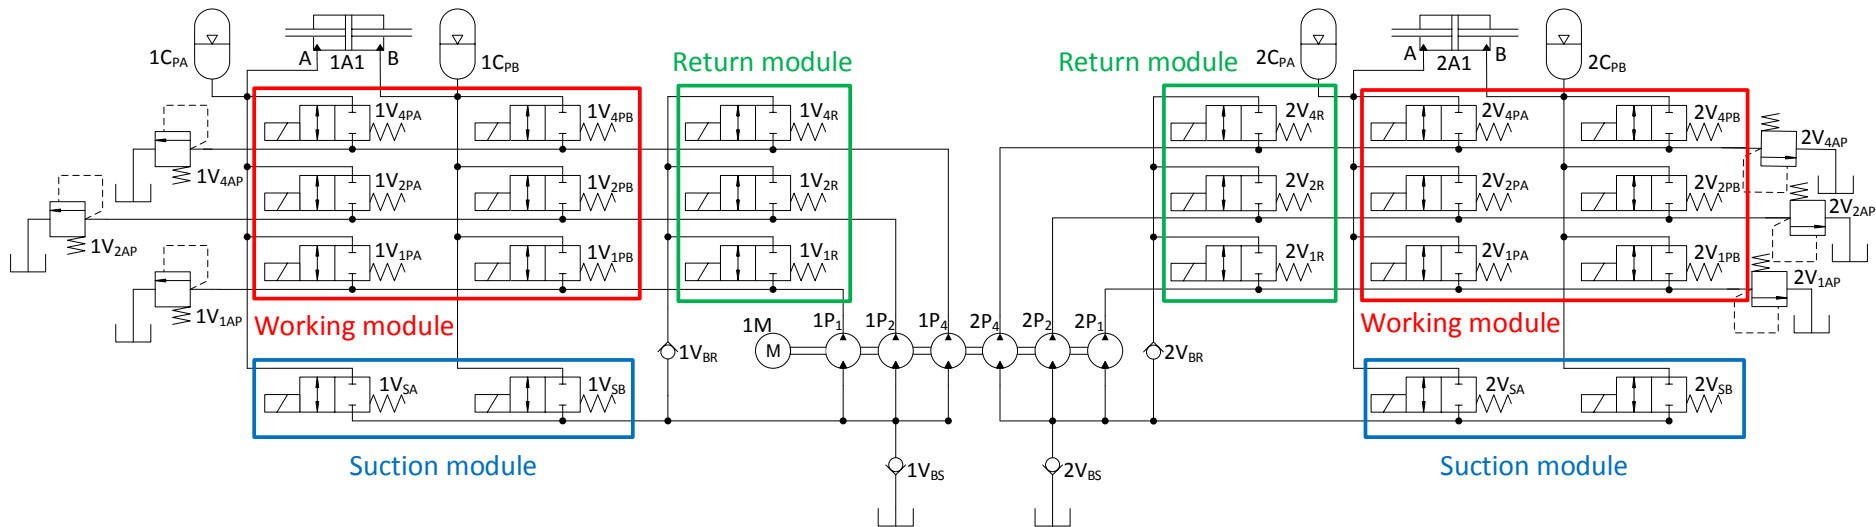 1C_PA
A
1A1
B
1C_PB
Return module
Return module
2C_PA
A
2A1
B
2C_PB
1V_4PA
1V_4PB
1V_4R
2V_4R
2V_4PA
2V_4PB
2V_4AP
1V_4AP
1V_2PA
1V_2PB
1V_2R
2V_2R
2V_2PA
2V_2PB
2V_2AP
1V_2AP
1V_1PA
1V_1PB
1V_1R
2V_1R
2V_1PA
2V_1PB
2V_1AP
1V_1AP
Working module
1M
1P_1
1P_2
1P_4
2P_4
2P_2
2P_1
Working module
M
1V_BR
2V_BR
1V_SA
1V_SB
2V_SA
2V_SB
Suction module
1V_BS
2V_BS
Suction module